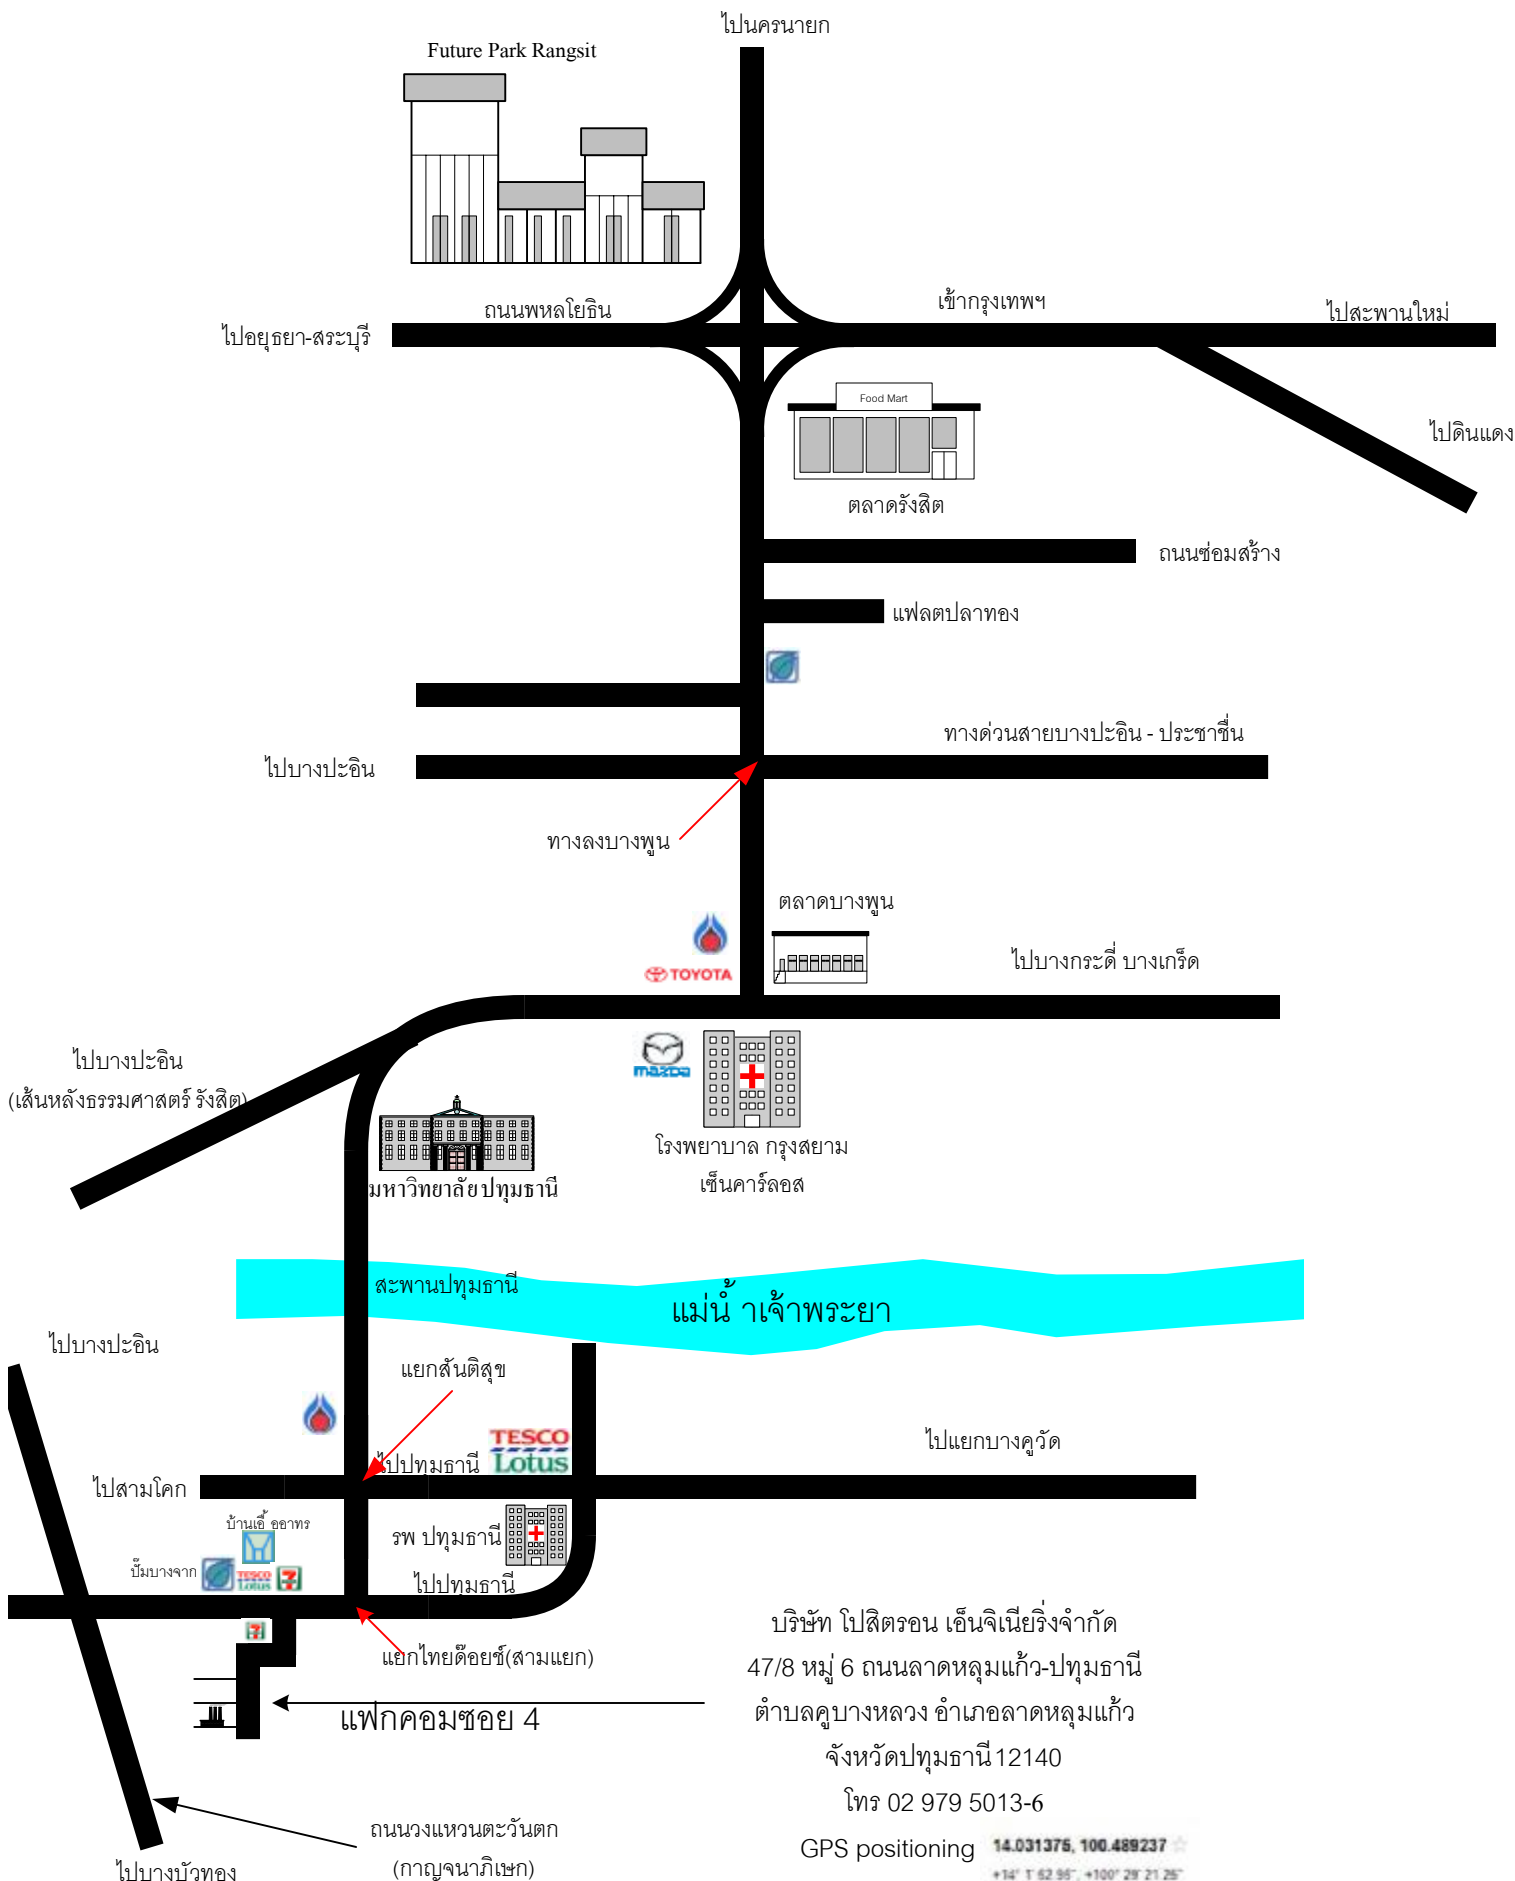 ไปนครนายก
Future Park Rangsit
ถนนพหลโยธิน
เข้ากรุงเทพฯ
ไปสะพานใหม่
ไปอยุธยา-สระบุรี
Food Mart
ไปดินแดง
ตลาดรังสิต
ถนนซ่อมสร้าง
แฟลตปลาทอง
ทางด่วนสายบางปะอิน - ประชาชื่น
ไปบางปะอิน
ทางลงบางพูน
ตลาดบางพูน
TOYOTA
ไปบางกระดี่ บางเกร็ด
mazda
ไปบางปะอิน
(เส้นหลังธรรมศาสตร์ รังสิต)
โรงพยาบาล กรุงสยาม
เซ็นคาร์ลอส
มหาวิทยาลัยปทุมธานี
สะพานปทุมธานี
แม่น้ำเจ้าพระยา
ไปบางปะอิน
แยกสันติสุข
TESCO
Lotus
ไปปทุมธานี
ไปแยกบางคูวัด
ไปสามโคก
บ้านเอื้ออาทร
รพ ปทุมธานี
ปั๊มบางจาก
TESCO
Lotus
7
ไปปทุมธานี
7
แยกไทยด๊อยช์(สามแยก)
แฟกคอมซอย 4
บริษัท โปสิตรอน เอ็นจิเนียริ่งจำกัด
47/8 หมู่ 6 ถนนลาดหลุมแก้ว-ปทุมธานี
ตำบลคูบางหลวง อำเภอลาดหลุมแก้ว
จังหวัดปทุมธานี 12140
โทร 02 979 5013-6
GPS positioning 14.031375, 100.489237
+14° 1' 52.95", +100° 29' 21.25"
ถนนวงแหวนตะวันตก
(กาญจนาภิเษก)
ไปบางบัวทอง